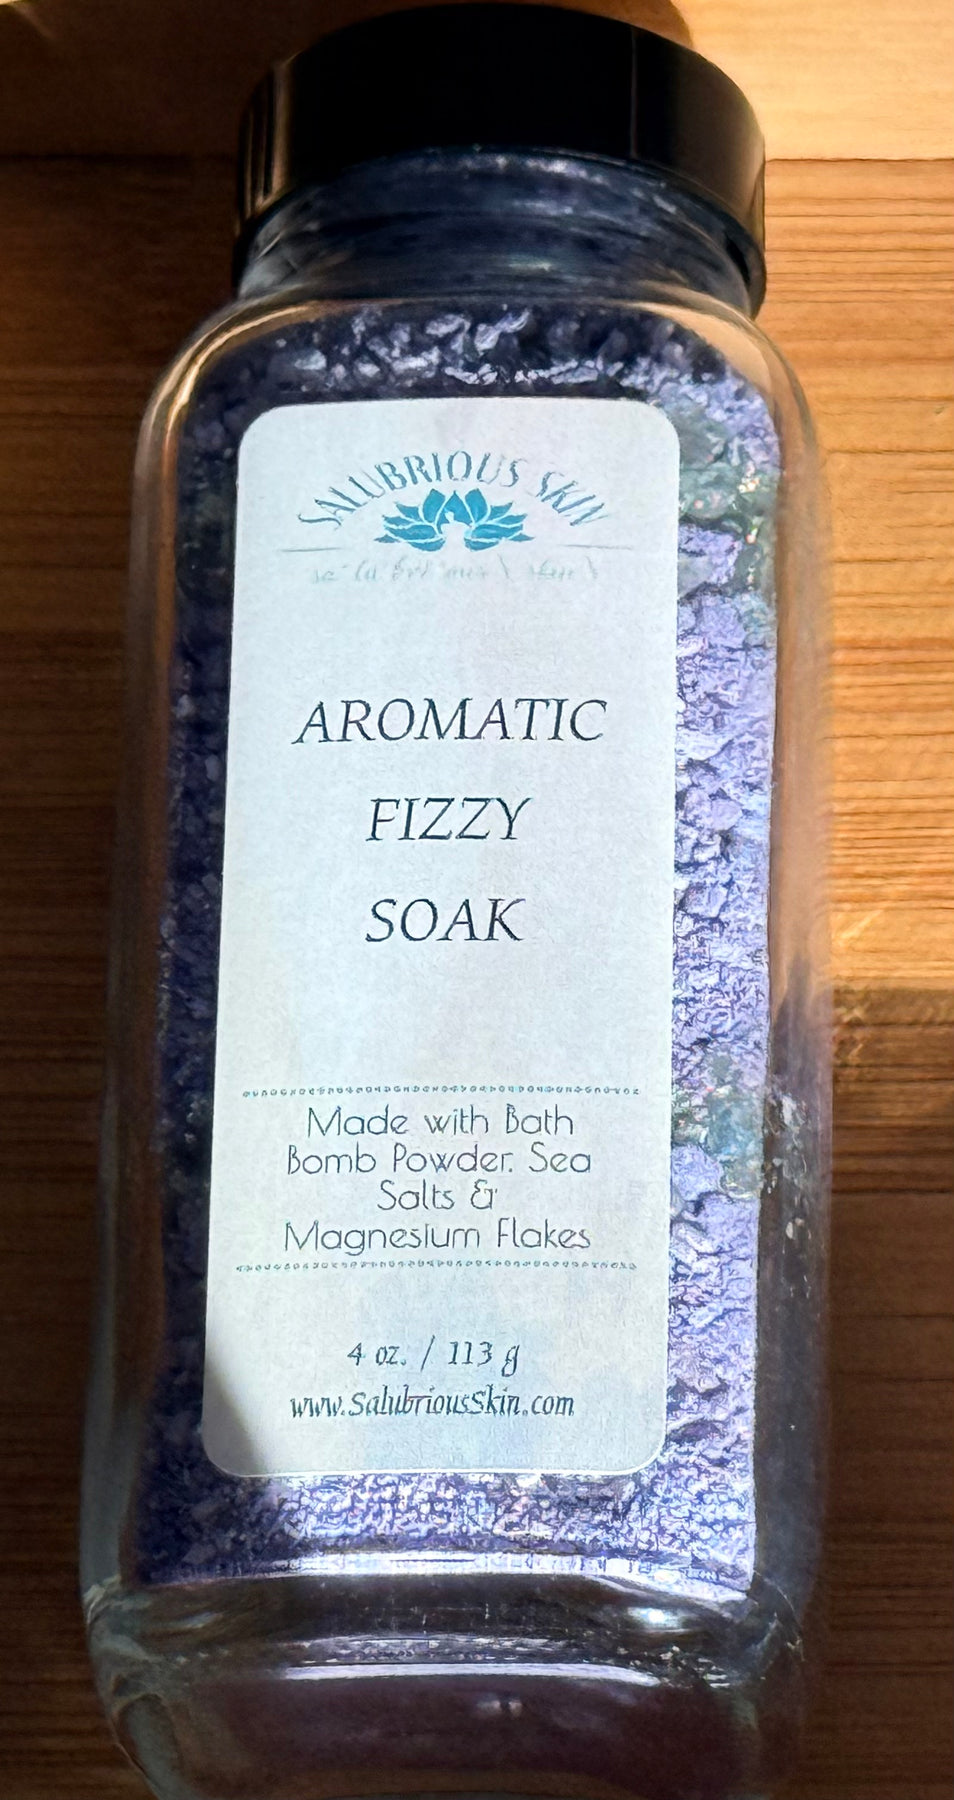 SALUBRIOUS SKIN
AROMATIC
FIZZY
SOAK
Made with Bath
Bomb Powder. Sea
Salts &
Magnesium Flakes
4 oz. / 113 g
www.SalubriousSkin.com